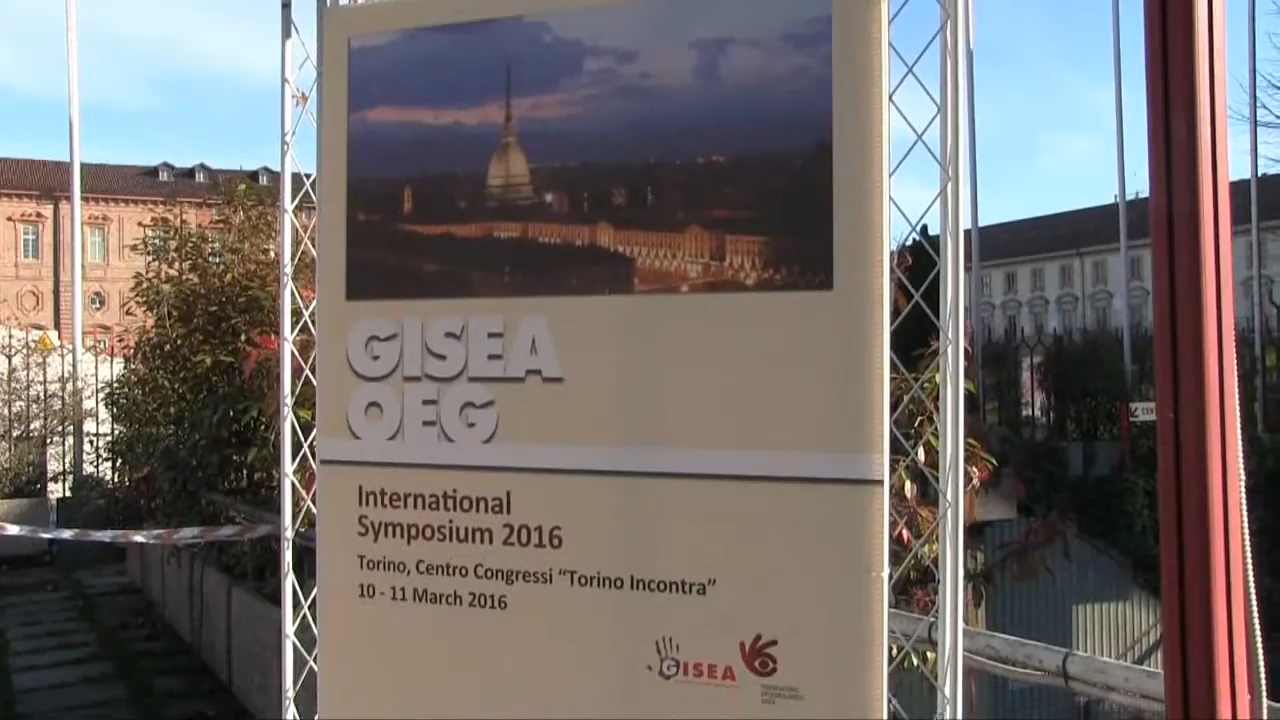 GISEA
OEG
International
Symposium 2016
Torino, Centro Congressi “Torino Incontra”
10 - 11 March 2016
GISEA